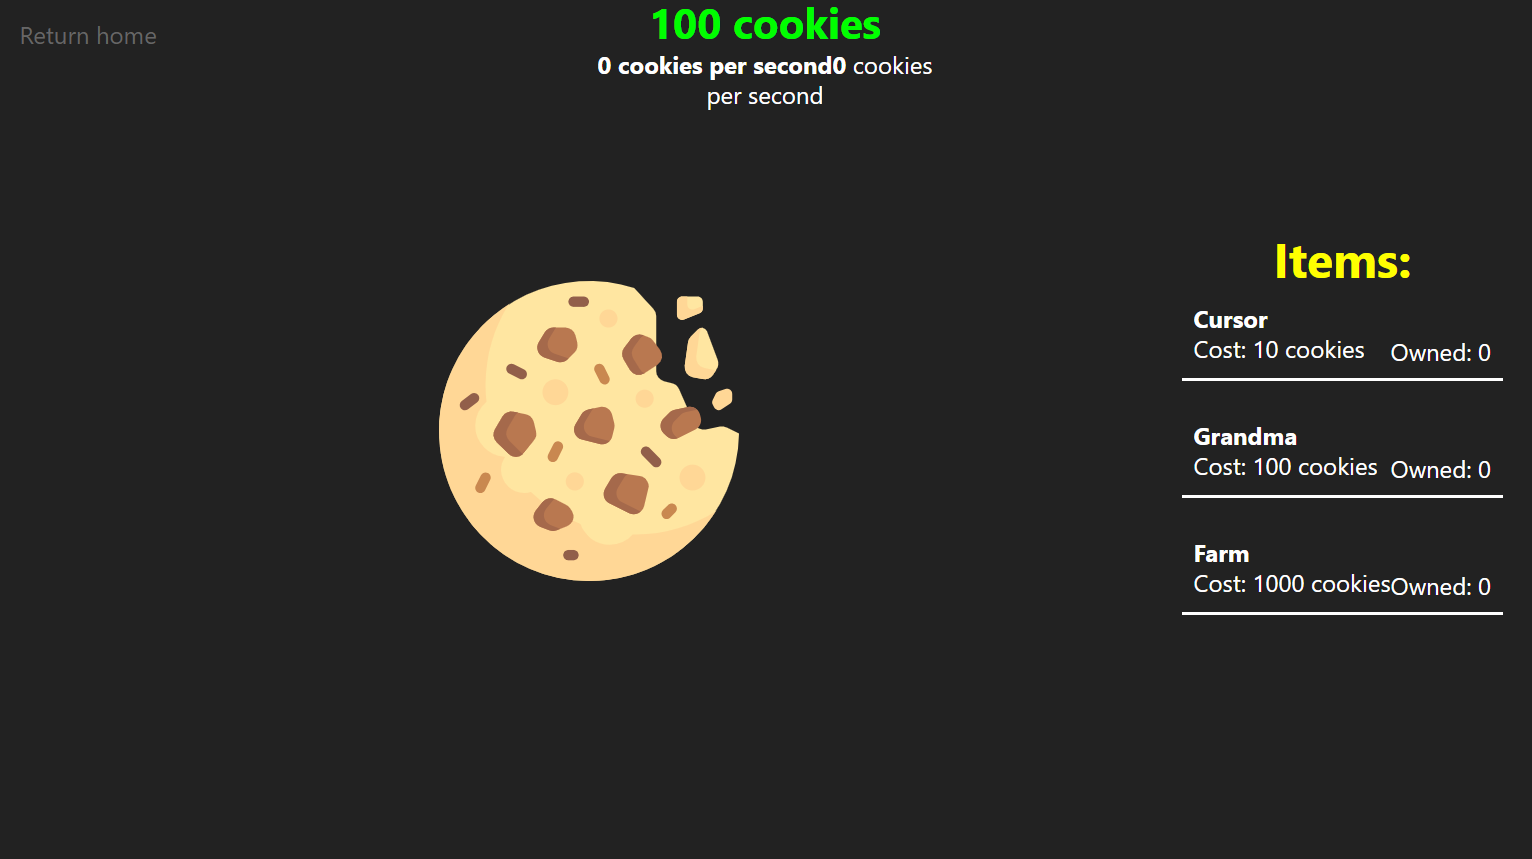 Return home
100 cookies
0 cookies per second0 cookies
per second
Items:
Cursor
Cost: 10 cookies Owned: 0
Grandma
Cost: 100 cookies Owned: 0
Farm
Cost: 1000 cookiesOwned: 0